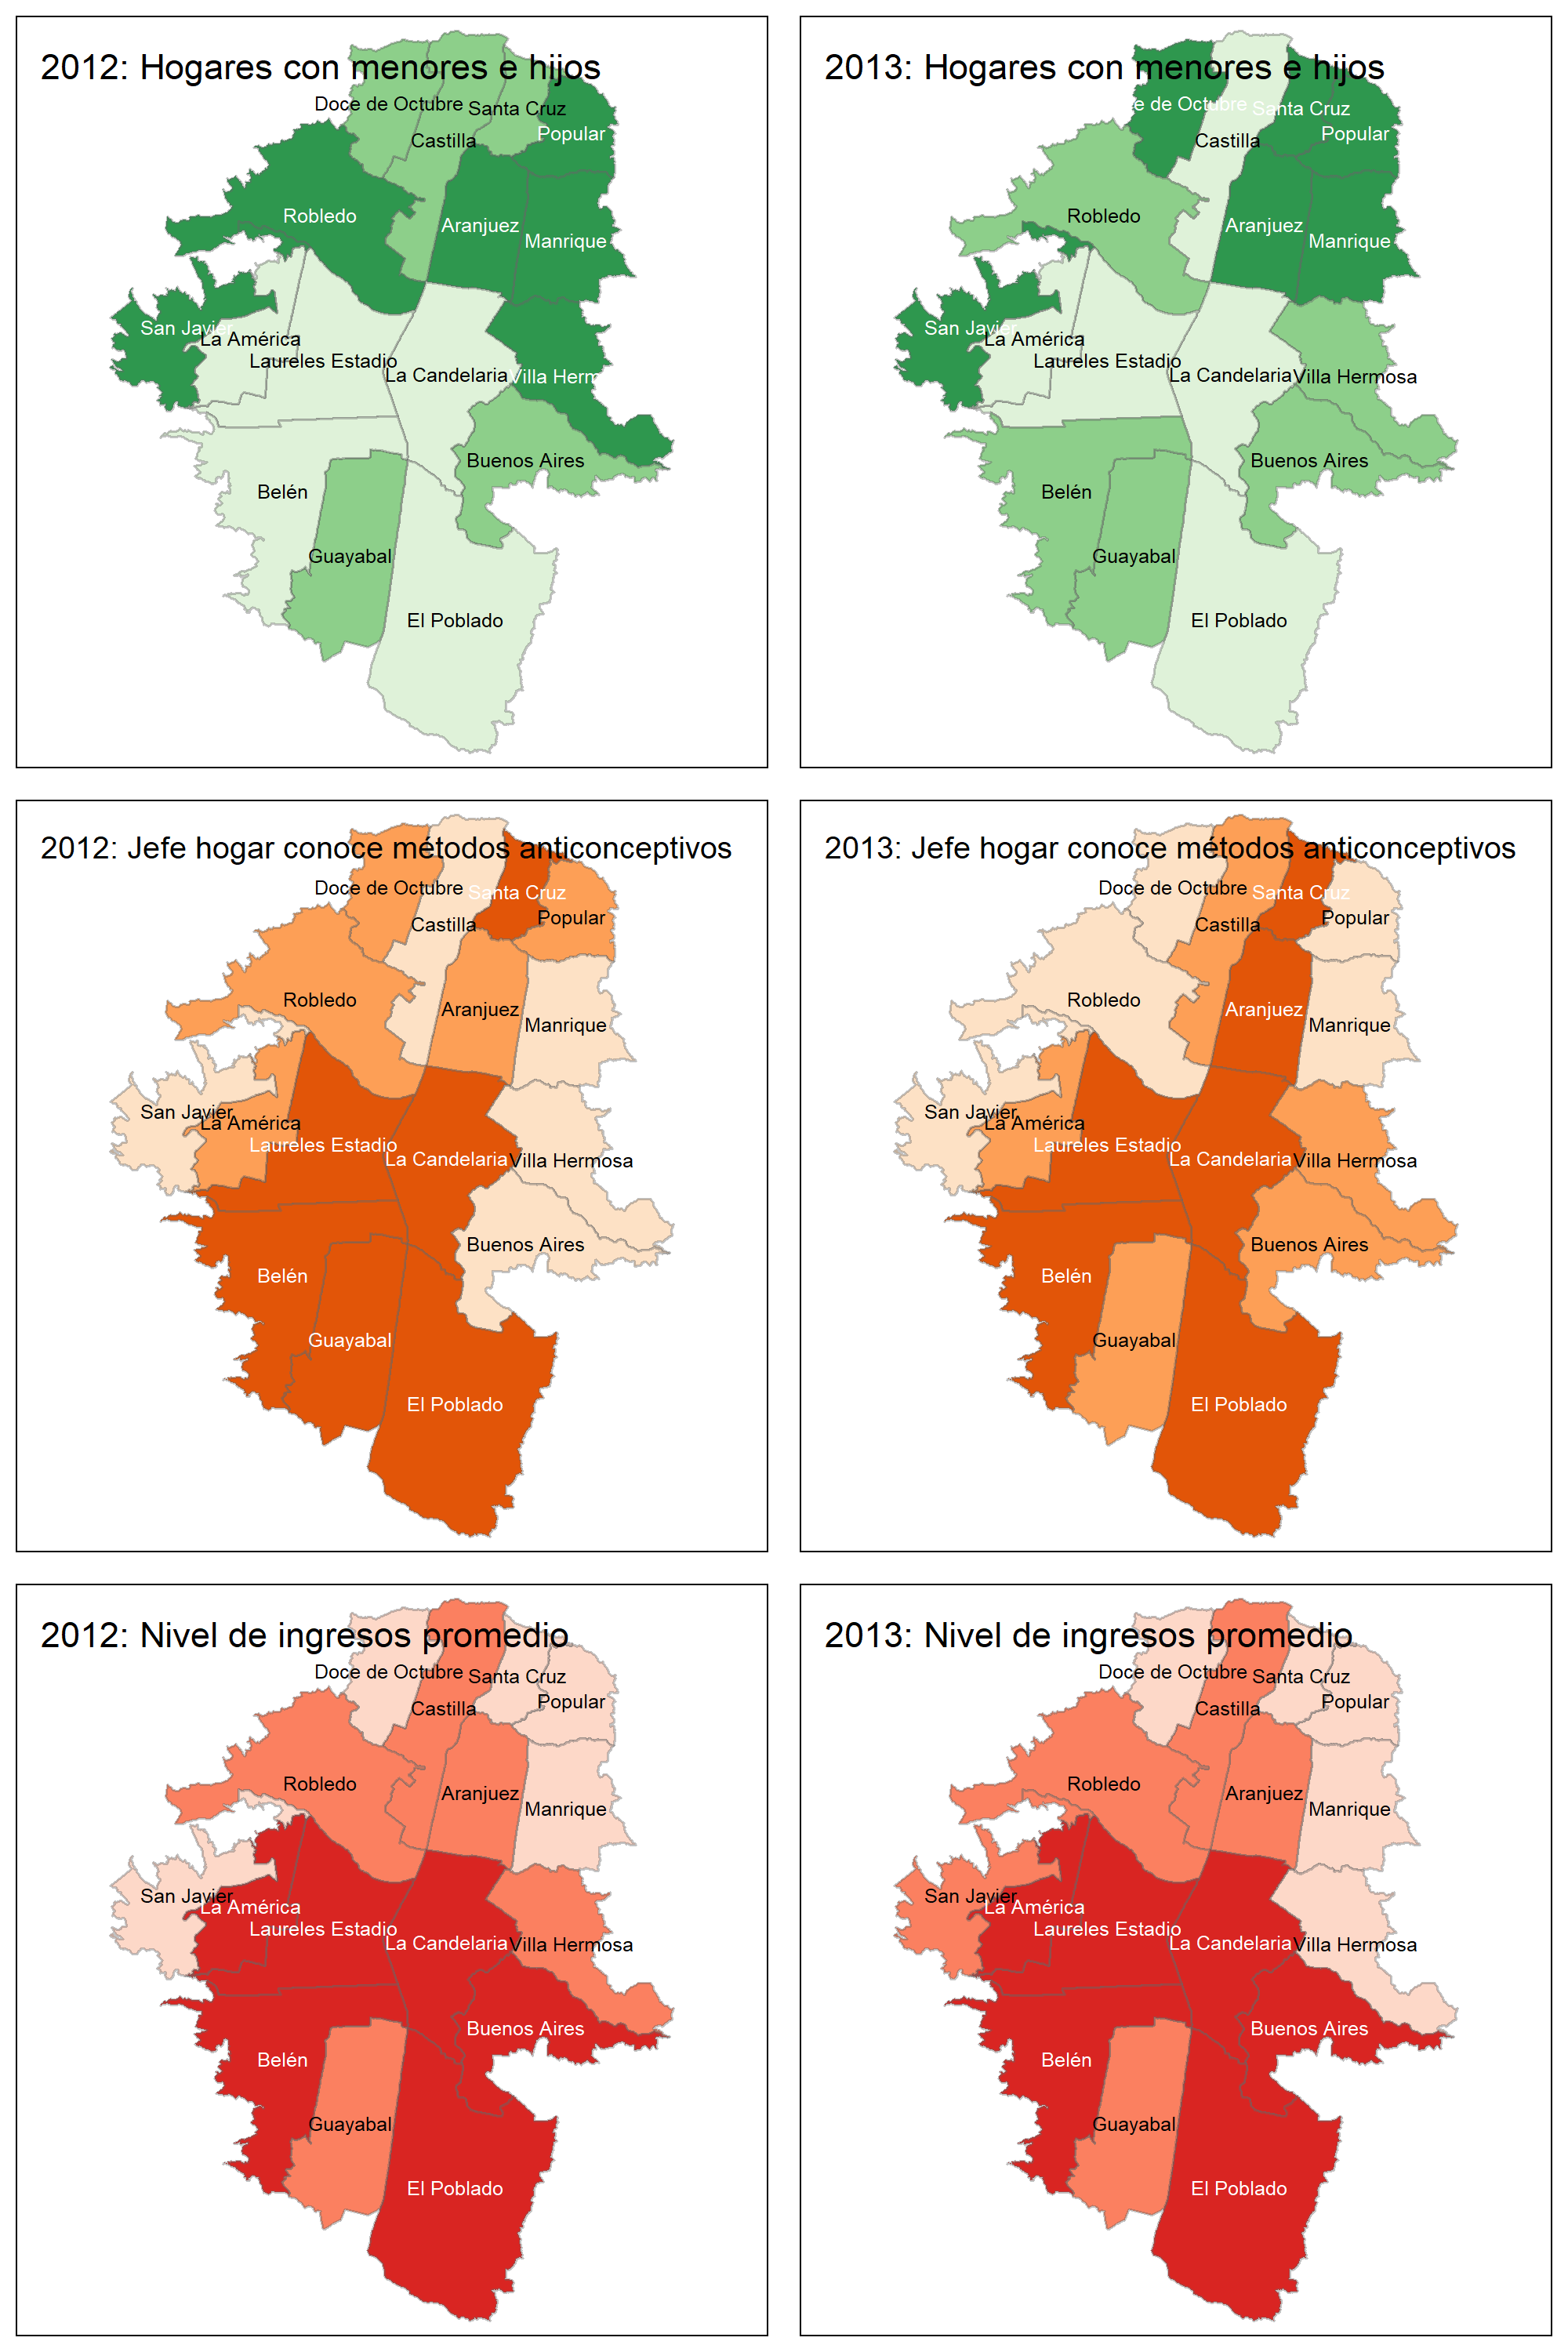 2012: Hogares con menores e hijos
Doce de Octubre
Santa Cruz
Popular
Castilla
Robledo
Aranjuez
Manrique
San Javier
La América
Laureles Estadio
La Candelaria
Villa Herm
Buenos Aires
Belén
Guayabal
El Poblado
2013: Hogares con menores e hijos
e de Octubre
Santa Cruz
Popular
Castilla
Robledo
Aranjuez
Manrique
San Javier
La América
Laureles Estadio
La Candelaria
Villa Hermosa
Buenos Aires
Belén
Guayabal
El Poblado
2012: Jefe hogar conoce métodos anticonceptivos
Doce de Octubre
Santa Cruz
Popular
Castilla
Robledo
Aranjuez
Manrique
San Javier
La América
Laureles Estadio
La Candelaria
Villa Hermosa
Buenos Aires
Belén
Guayabal
El Poblado
2013: Jefe hogar conoce métodos anticonceptivos
Doce de Octubre
Santa Cruz
Popular
Castilla
Robledo
Aranjuez
Manrique
San Javier
La América
Laureles Estadio
La Candelaria
Villa Hermosa
Buenos Aires
Belén
Guayabal
El Poblado
2012: Nivel de ingresos promedio
Doce de Octubre
Santa Cruz
Popular
Castilla
Robledo
Aranjuez
Manrique
San Javier
La América
Laureles Estadio
La Candelaria
Villa Hermosa
Buenos Aires
Belén
Guayabal
El Poblado
2013: Nivel de ingresos promedio
Doce de Octubre
Santa Cruz
Popular
Castilla
Robledo
Aranjuez
Manrique
San Javier
La América
Laureles Estadio
La Candelaria
Villa Hermosa
Buenos Aires
Belén
Guayabal
El Poblado